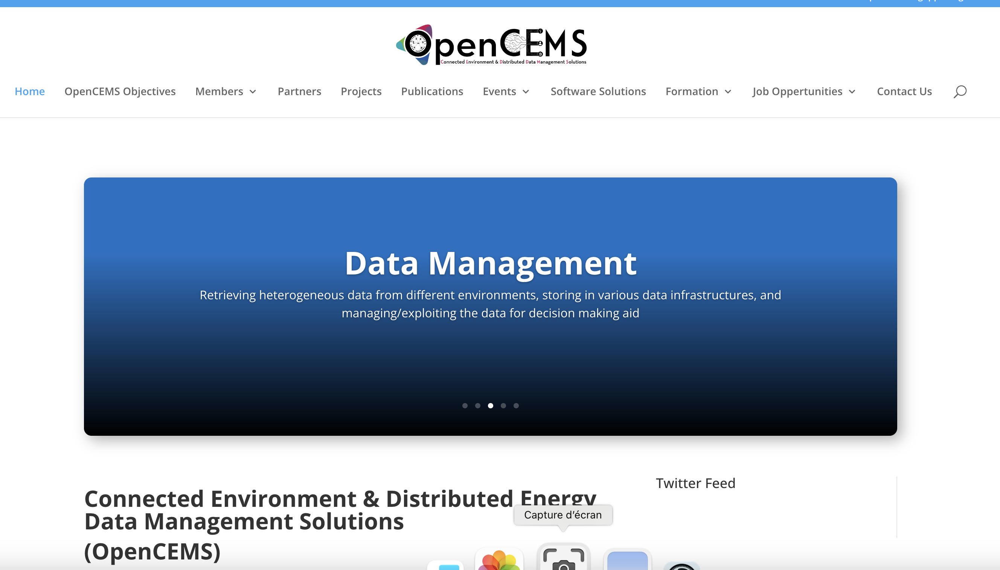 OpenCEMS
Connected Environment & Distributed Data Management Solutions
Home OpenCEMS Objectives Members Partners Projects Publications Events Software Solutions Formation Job Oppertunities Contact Us
Data Management
Retrieving heterogeneous data from different environments, storing in various data infrastructures, and
managing/exploiting the data for decision making aid
Twitter Feed
Connected Environment & Distributed Energy
Data Management Solutions
(OpenCEMS)
Capture d’écran